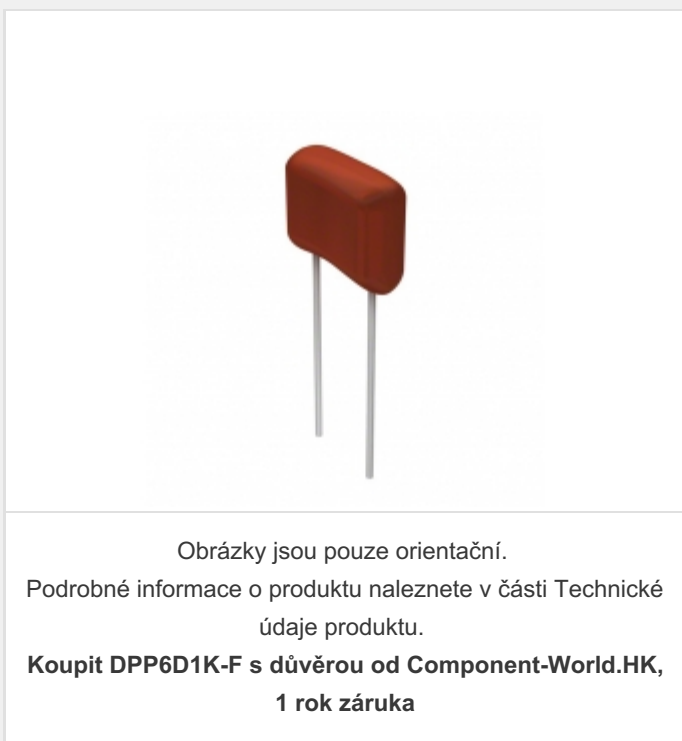 Obrázky jsou pouze orientační.
Podrobné informace o produktu naleznete v části Technické
údaje produktu.
Koupit DPP6D1K-F s důvěrou od Component-World.HK,
1 rok záruka